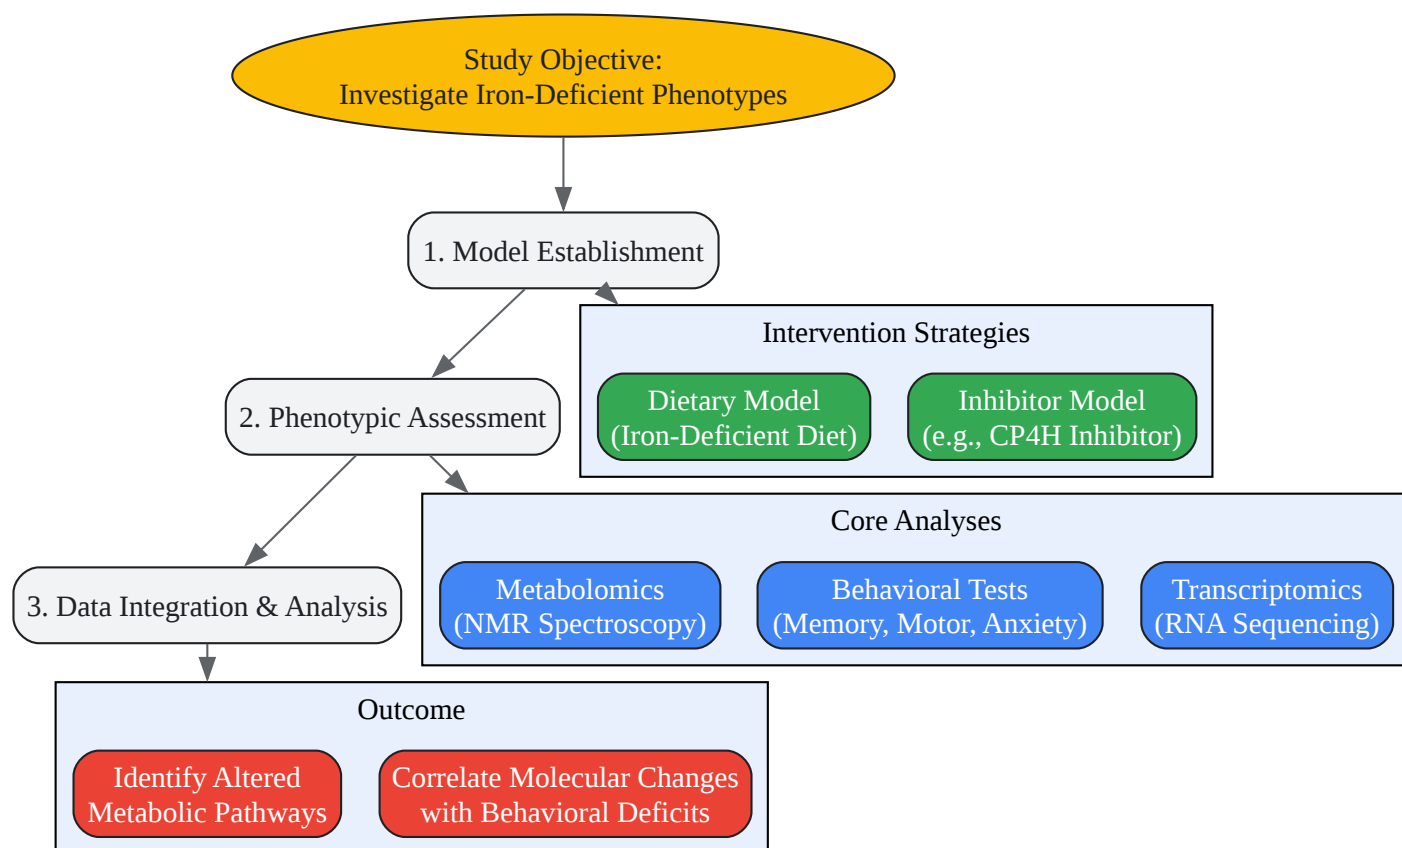 Study Objective:
Investigate Iron-Deficient Phenotypes
1. Model Establishment
Intervention Strategies
Dietary Model
(Iron-Deficient Diet)
Inhibitor Model
(e.g., CP4H Inhibitor)
2. Phenotypic Assessment
Core Analyses
Metabolomics
(NMR Spectroscopy)
Behavioral Tests
(Memory, Motor, Anxiety)
Transcriptomics
(RNA Sequencing)
3. Data Integration & Analysis
Outcome
Identify Altered
Metabolic Pathways
Correlate Molecular Changes
with Behavioral Deficits